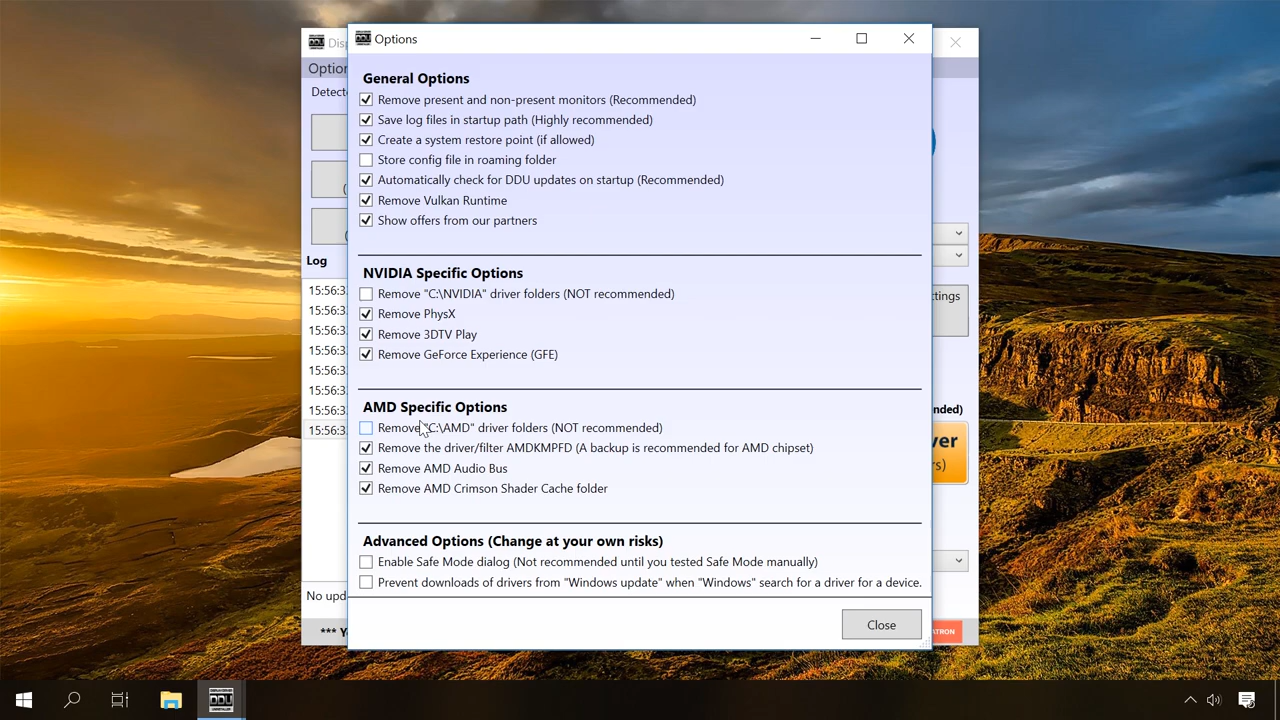 Disp
Options
Option
Detecte
General Options
Remove present and non-present monitors (Recommended)
Save log files in startup path (Highly recommended)
Create a system restore point (if allowed)
Store config file in roaming folder
Automatically check for DDU updates on startup (Recommended)
Remove Vulkan Runtime
Show offers from our partners
(
(
Log
15:56:3
15:56:3
15:56:3
15:56:3
15:56:3
15:56:3
15:56:3
15:56:3
NVIDIA Specific Options
Remove "C:\NVIDIA" driver folders (NOT recommended)
Remove PhysX
Remove 3DTV Play
Remove GeForce Experience (GFE)
ttings
AMD Specific Options
Remove "C:\AMD" driver folders (NOT recommended)
Remove the driver/filter AMDKMPFD (A backup is recommended for AMD chipset)
Remove AMD Audio Bus
Remove AMD Crimson Shader Cache folder
nded)
ver
s)
Advanced Options (Change at your own risks)
Enable Safe Mode dialog (Not recommended until you tested Safe Mode manually)
Prevent downloads of drivers from "Windows update" when "Windows" search for a driver for a device.
No upd
*** Y
Close
ATRON
DDU